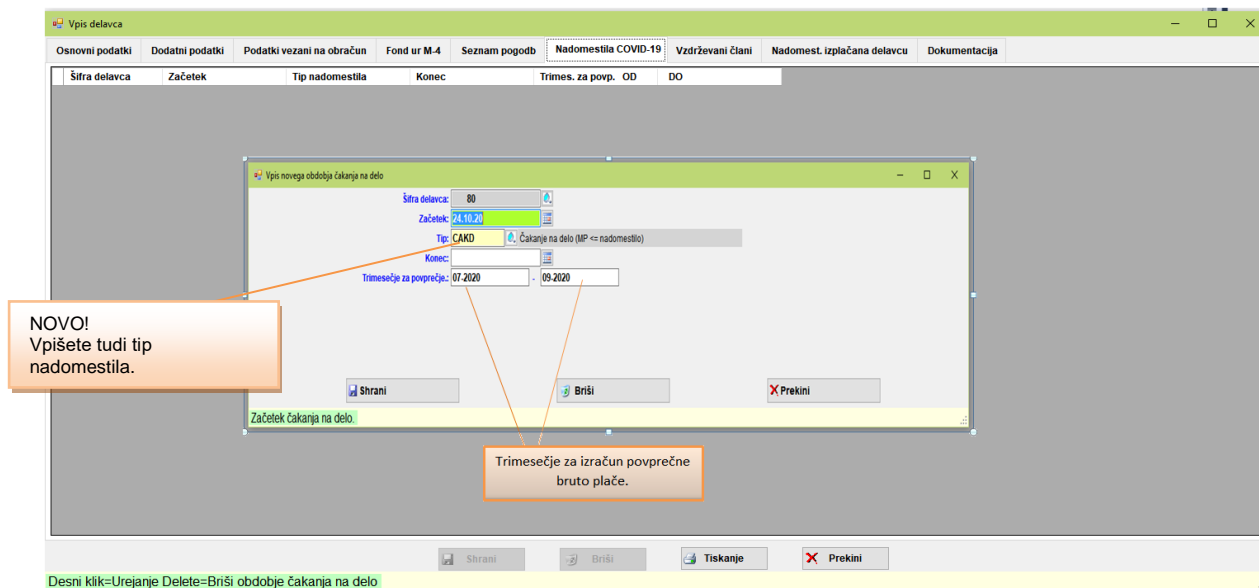 Vpis delavca
Osnovni podatki Dodatni podatki Podatki vezani na obračun Fond ur M-4 Seznam pogodb Nadomestila COVID-19 Vzdrževani člani Nadomest. izplačana delavcu Dokumentacija
Šifra delavca Začetek Tip nadomestila Konec Trimes. za povp. OD DO
Vpis novega obdobja čakanja na delo
Šifra delavca: 80
Začetek: 24.10.20
Tip: CAKD Čakanje na delo (MP <= nadomestilo)
Konec:
Trimesečje za povprečje.: 07-2020 - 09-2020
NOVO!
Vpišete tudi tip
nadomestila.
Shrani Briši Prekini
Začetek čakanja na delo.
Trimesečje za izračun povprečne
bruto plače.
Shrani Briši Tiskanje Prekini
Desni klik=Urejanje Delete=Briši obdobje čakanja na delo